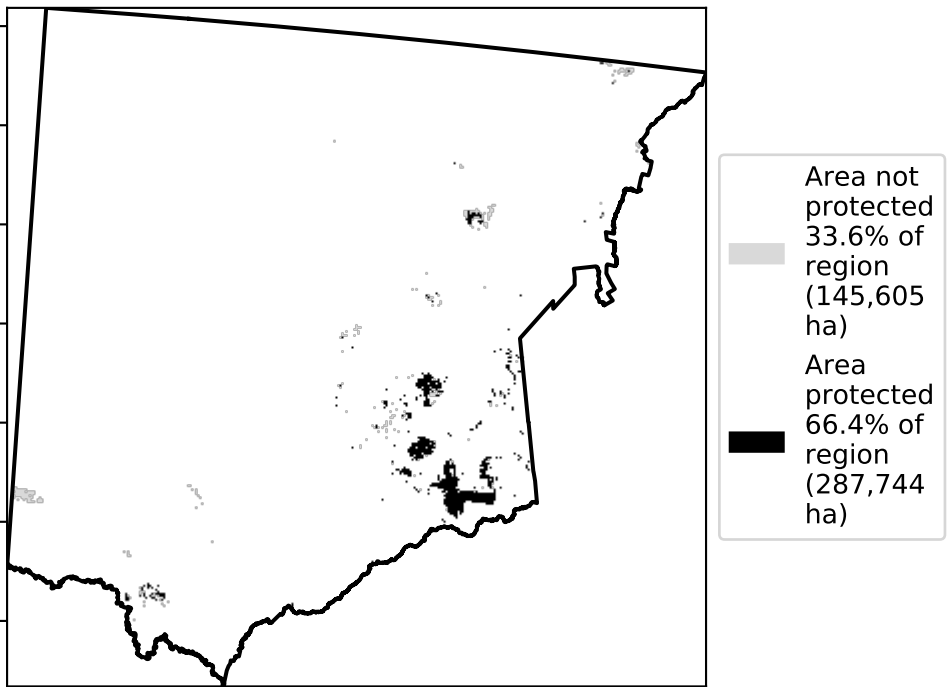 Area not
protected
33.6% of
region
(145,605
ha)
Area
protected
66.4% of
region
(287,744
ha)